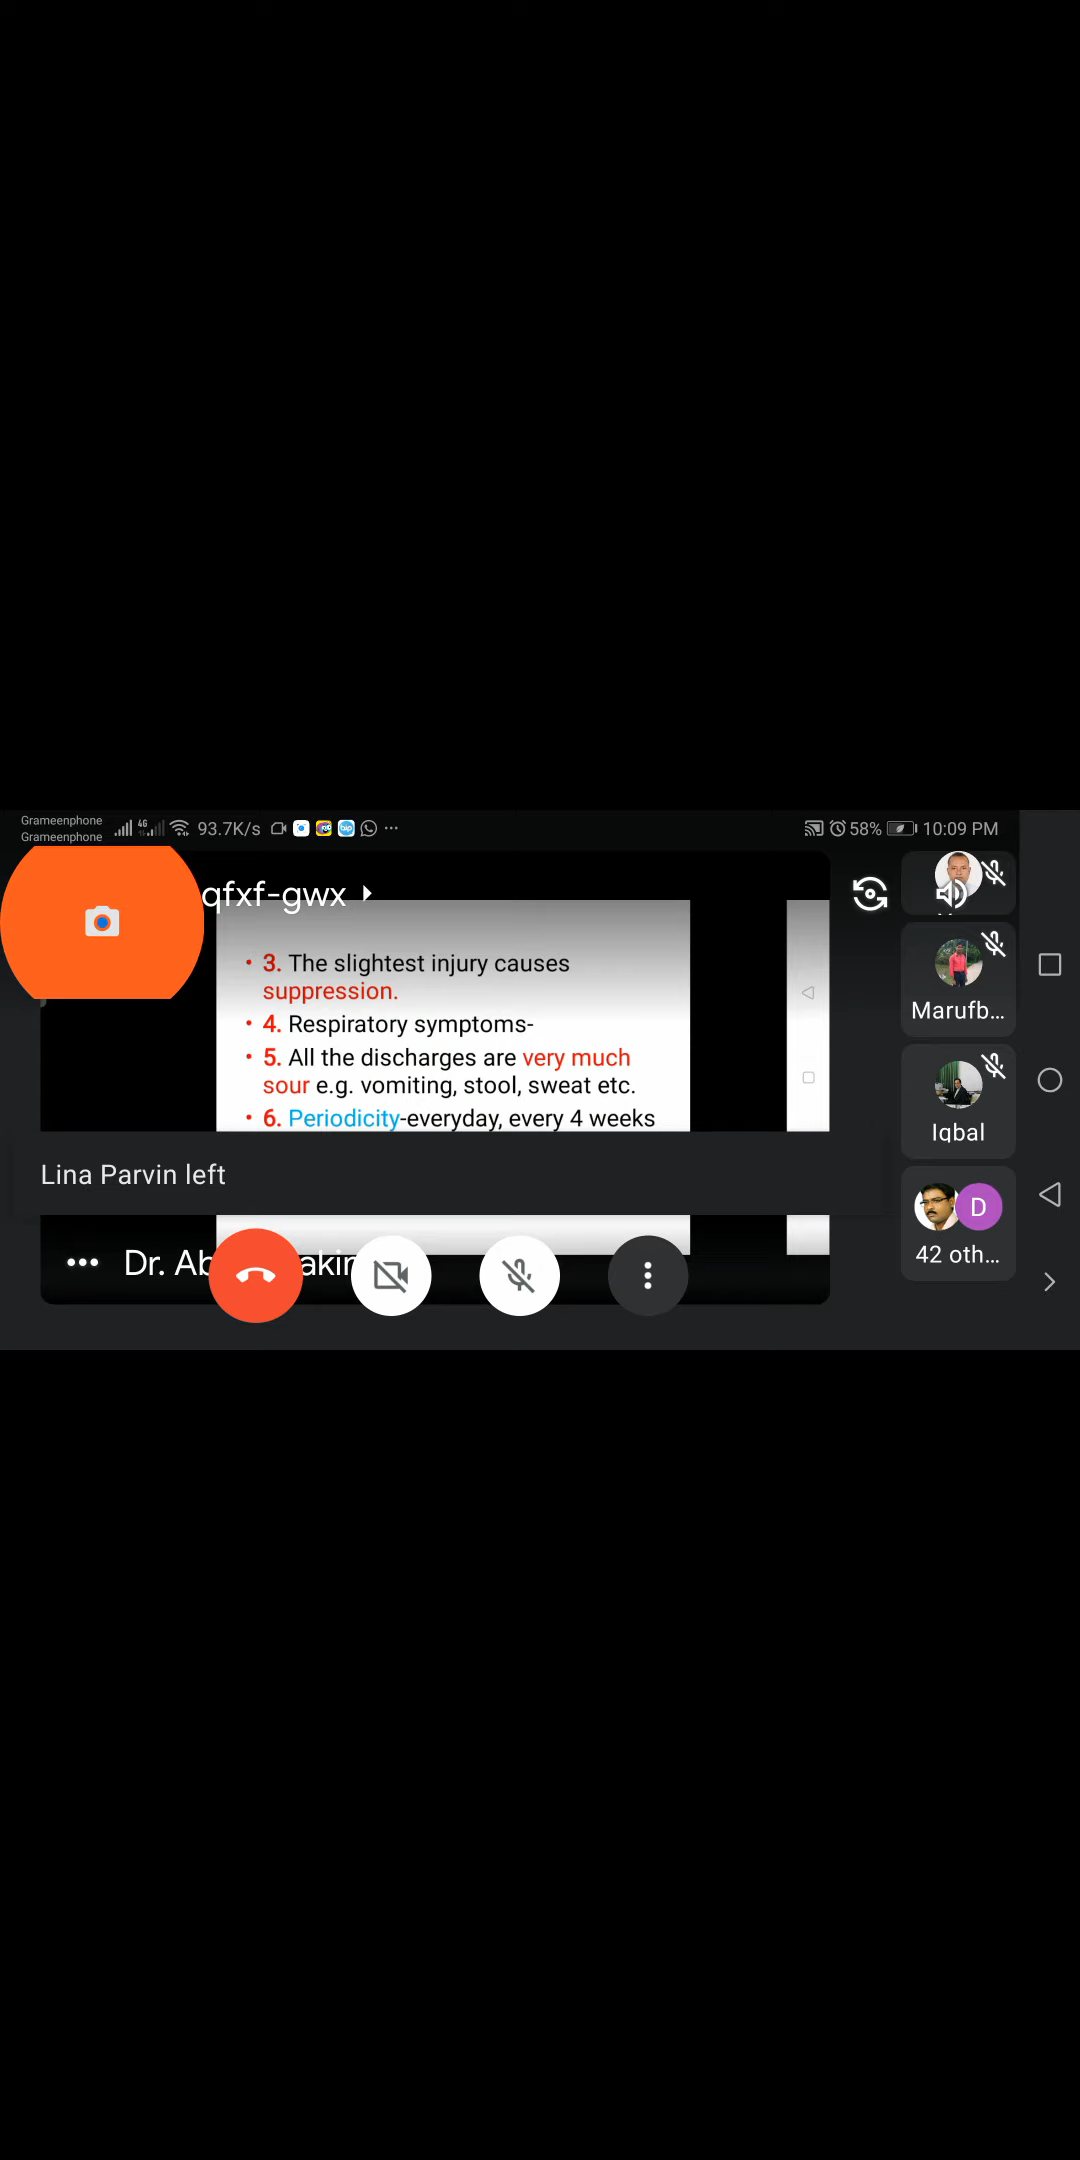 Grameenphone
Grameenphone
4G
93.7K/s
58%
10:09 PM
qfxf-gwx
• 3. The slightest injury causes
suppression.
• 4. Respiratory symptoms-
• 5. All the discharges are very much
sour e.g. vomiting, stool, sweat etc.
• 6. Periodicity-everyday, every 4 weeks
Lina Parvin left
Dr. Ab
akin
Marufb...
Iqbal
D
42 oth...